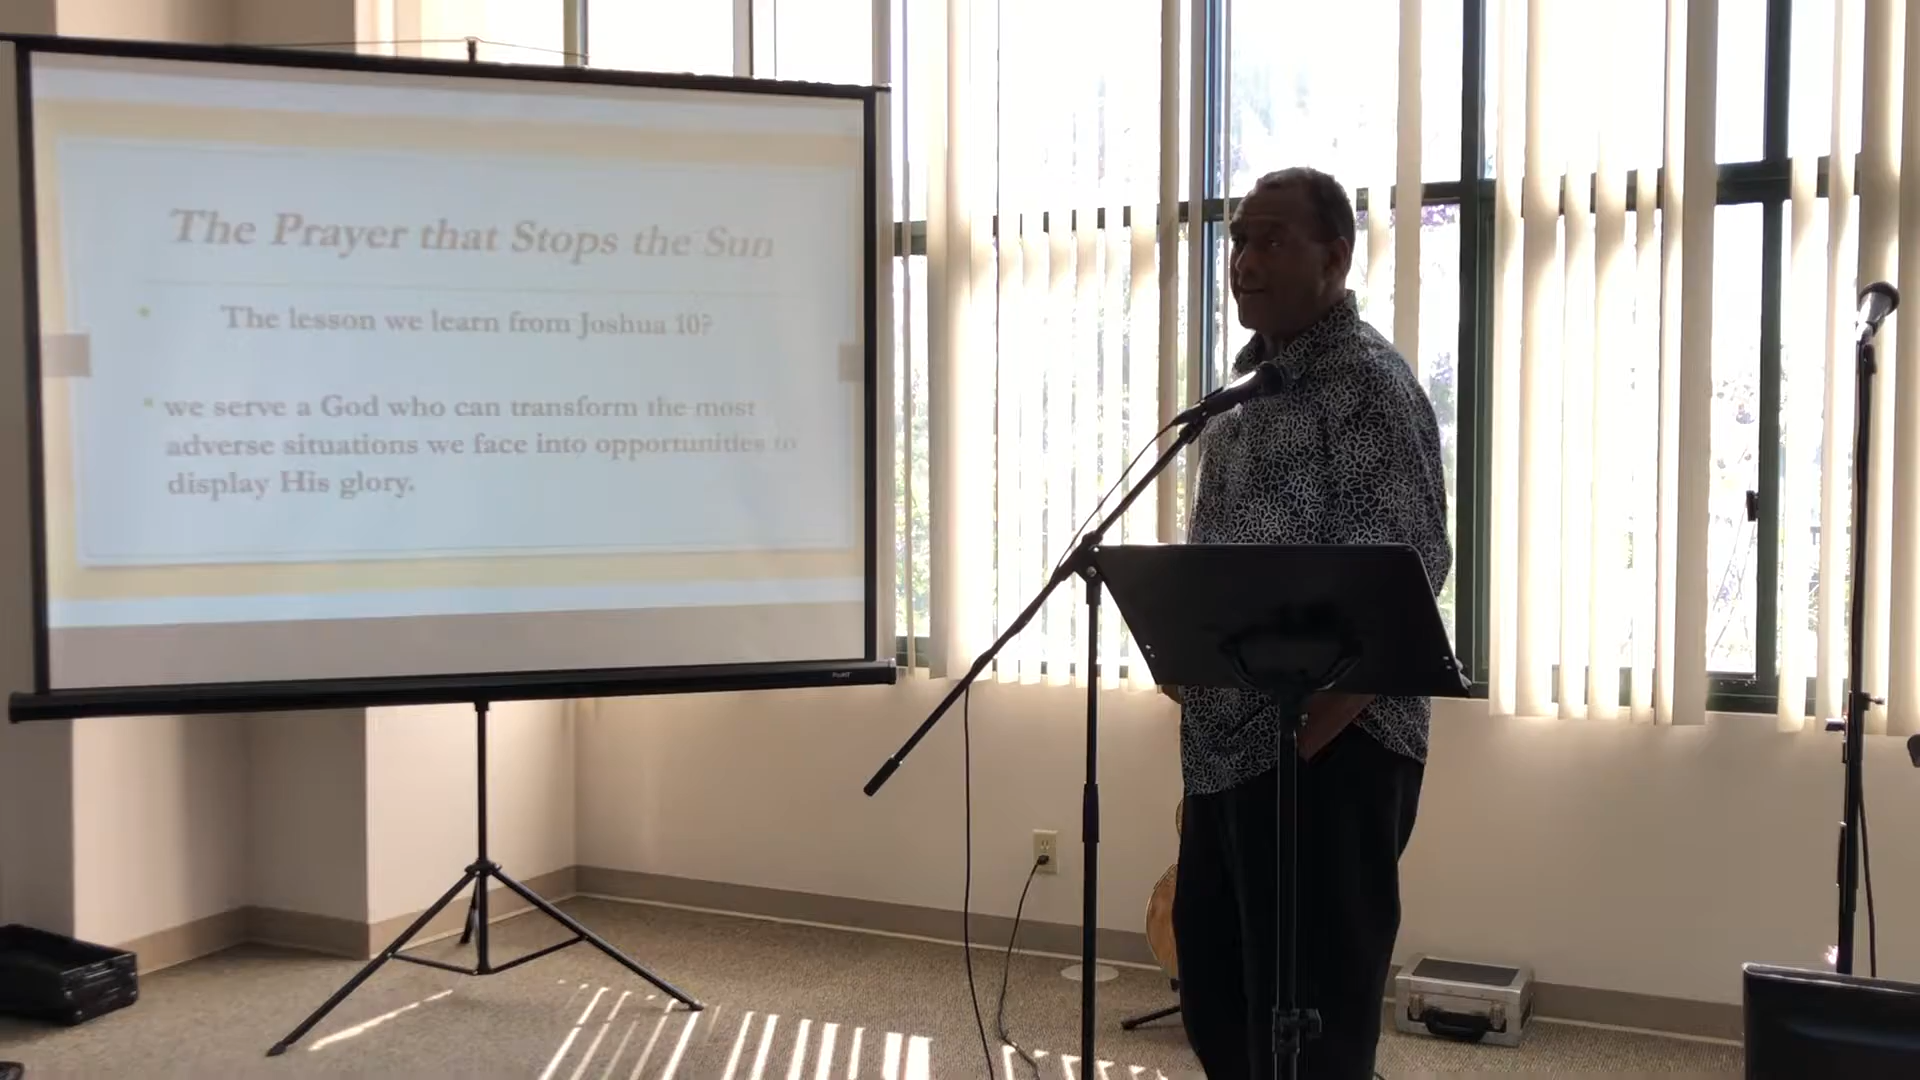 The Prayer that Stops the Sun
The lesson we learn from Joshua 10?
we serve a God who can transform the most
adverse situations we face into opportunities to
display His glory.